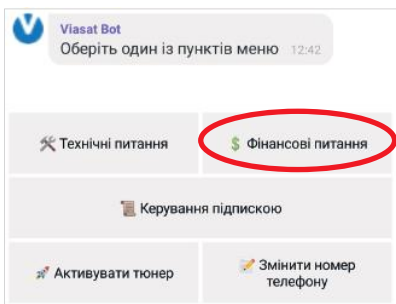 Viasat Bot
Оберіть один із пунктів меню 12:42
🛠 Технічні питання
💲 Фінансові питання
📜 Керування підпискою
🚀 Активувати тюнер
📝 Змінити номер
телефону